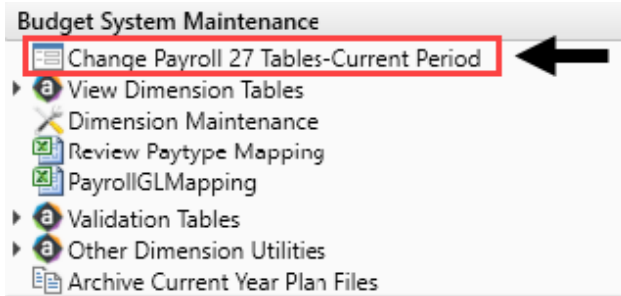 Budget System Maintenance
Change Payroll 27 Tables-Current Period
View Dimension Tables
Dimension Maintenance
Review Paytype Mapping
PayrollGLMapping
Validation Tables
Other Dimension Utilities
Archive Current Year Plan Files